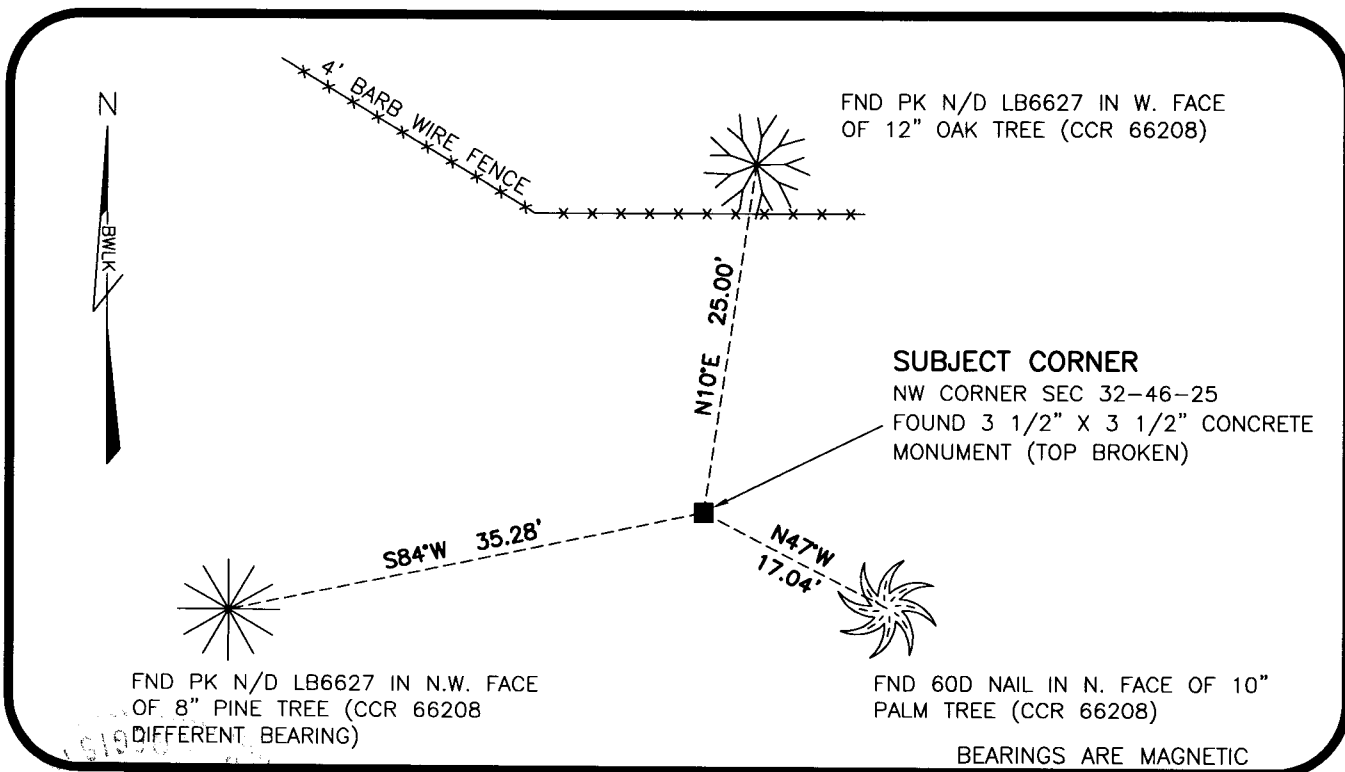 4' BARB WIRE FENCE
N
BWLK
FND PK N/D LB6627 IN W. FACE
OF 12" OAK TREE (CCR 66208)
N10°E 25.00'
SUBJECT CORNER
NW CORNER SEC 32-46-25
FOUND 3 1/2" X 3 1/2" CONCRETE
MONUMENT (TOP BROKEN)
S84°W 35.28'
N47°W
17.04'
FND PK N/D LB6627 IN N.W. FACE
OF 8" PINE TREE (CCR 66208
DIFFERENT BEARING)
FND 60D NAIL IN N. FACE OF 10"
PALM TREE (CCR 66208)
BEARINGS ARE MAGNETIC